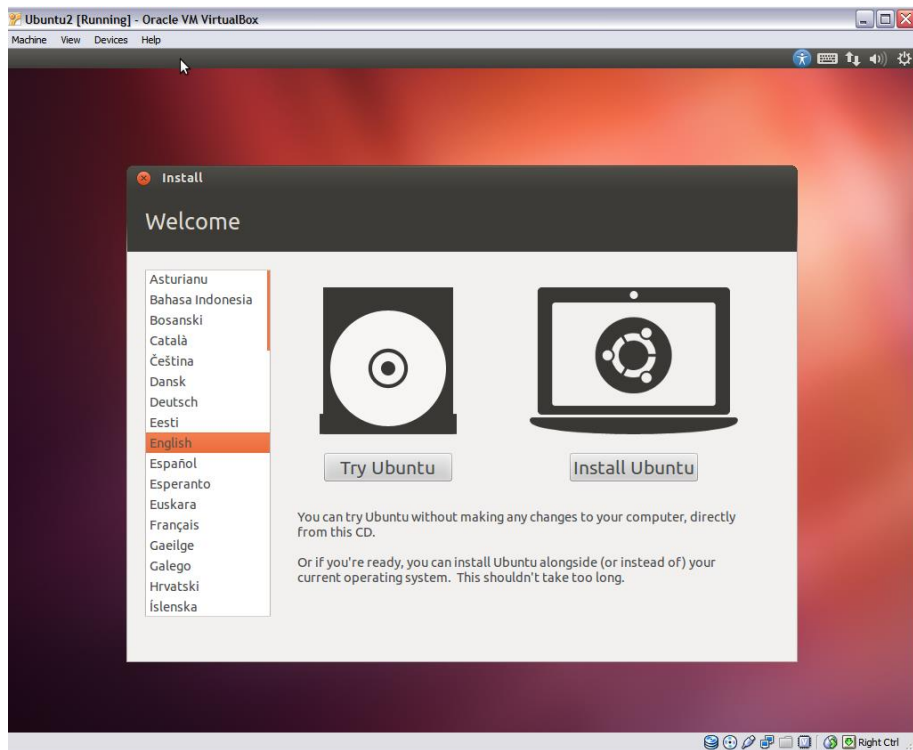 Ubuntu2 [Running] - Oracle VM VirtualBox
Machine View Devices Help
Install
Welcome
Asturianu
Bahasa Indonesia
Bosanski
Català
Čeština
Dansk
Deutsch
Eesti
English
Español
Esperanto
Euskara
Français
Gaeilge
Galego
Hrvatski
Íslenska
Try Ubuntu
Install Ubuntu
You can try Ubuntu without making any changes to your computer, directly
from this CD.
Or if you're ready, you can install Ubuntu alongside (or instead of) your
current operating system. This shouldn't take too long.
Right Ctrl